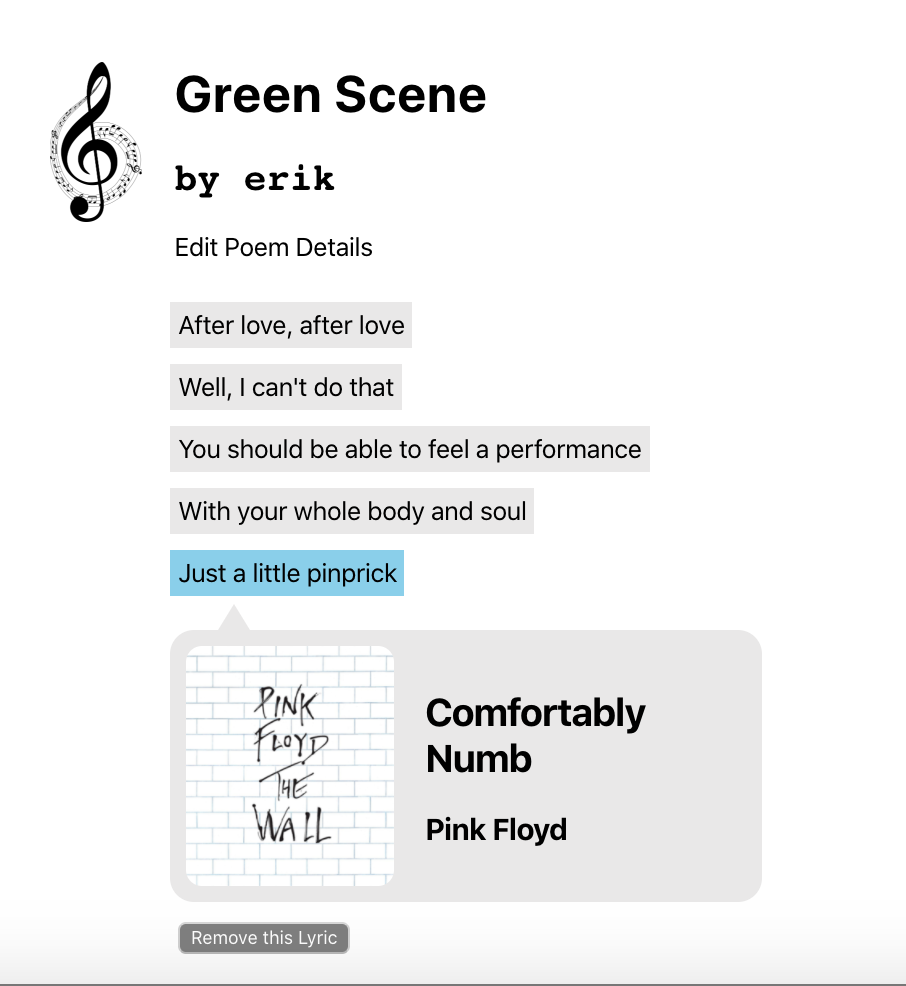 Green Scene
by erik
Edit Poem Details
After love, after love
Well, I can't do that
You should be able to feel a performance
With your whole body and soul
Just a little pinprick
PINK
FLOYD
THE
WALL
Comfortably
Numb
Pink Floyd
Remove this Lyric